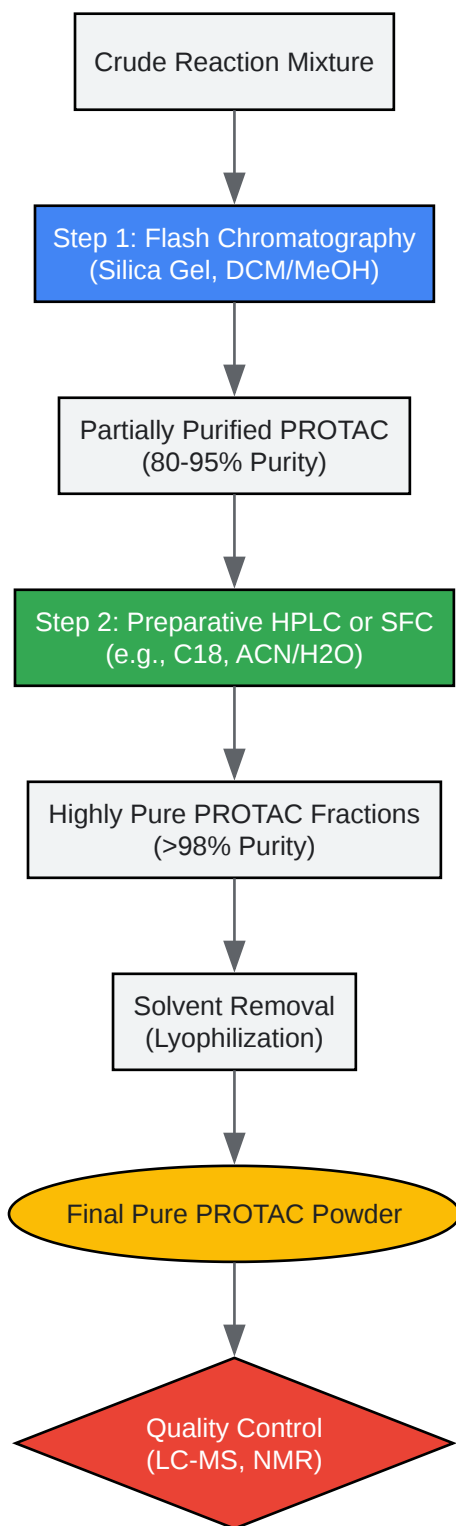 Crude Reaction Mixture
Step 1: Flash Chromatography
(Silica Gel, DCM/MeOH)
Partially Purified PROTAC
(80-95% Purity)
Step 2: Preparative HPLC or SFC
(e.g., C18, ACN/H2O)
Highly Pure PROTAC Fractions
(>98% Purity)
Solvent Removal
(Lyophilization)
Final Pure PROTAC Powder
Quality Control
(LC-MS, NMR)